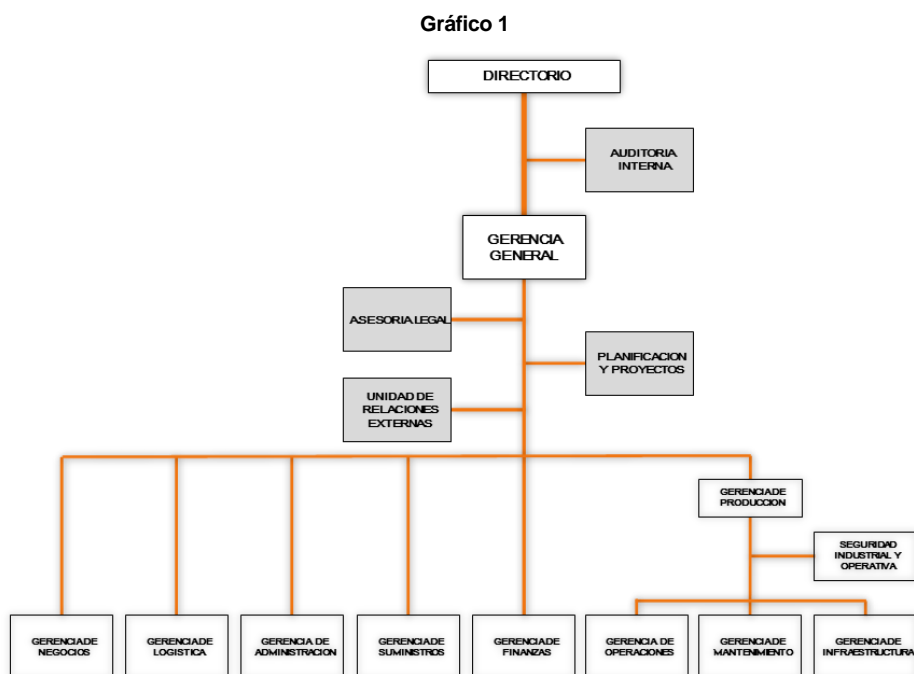 Gráfico 1
DIRECTORIO
AUDITORIA
INTERNA
GERENCIA
GENERAL
ASESORIA LEGAL
PLANIFICACION
Y PROYECTOS
UNIDAD DE
RELACIONES
EXTERNAS
GERENCIA DE
PRODUCCION
SEGURIDAD
INDUSTRIAL Y
OPERATIVA
GERENCIA DE
NEGOCIOS
GERENCIA DE
LOGISTICA
GERENCIA DE
ADMINISTRACION
GERENCIA DE
SUMINISTROS
GERENCIA DE
FINANZAS
GERENCIA DE
OPERACIONES
GERENCIA DE
MANTENIMIENTO
GERENCIA DE
INFRAESTRUCTURA